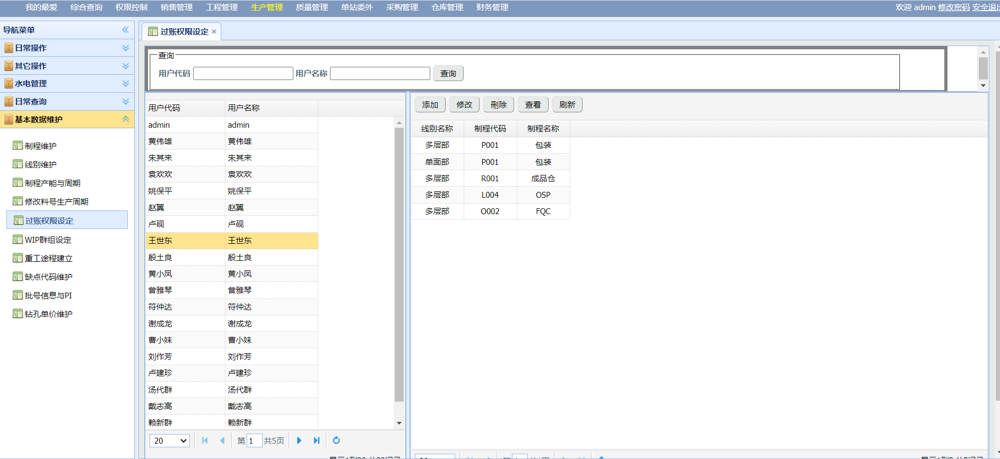 我的最爱 综合查询 权限控制 销售管理 工程管理 生产管理 质量管理 单站委外 采购管理 仓库管理 财务管理 欢迎 admin 修改密码 安全退出
导航菜单
日常操作
其它操作
水电管理
日常查询
基本数据维护
制程维护
线别维护
制程产能与周期
修改料号生产周期
过账权限设定
WIP群组设定
重工途程建立
缺点代码维护
批号信息与PI
钻孔单价维护
过账权限设定
查询
用户代码 用户名称 查询
用户代码 用户名称
admin admin
黄伟雄 黄伟雄
朱其来 朱其来
袁欢欢 袁欢欢
姚保平 姚保平
赵翼 赵翼
卢砚 卢砚
王世东 王世东
殷土良 殷土良
黄小凤 黄小凤
曾雅琴 曾雅琴
符仲达 符仲达
谢成龙 谢成龙
曹小妹 曹小妹
刘作芳 刘作芳
卢建珍 卢建珍
汤代群 汤代群
戴志高 戴志高
赖新群 赖新群
20 第 1 共5页
添加 修改 刪除 查看 刷新
线别名称 制程代码 制程名称
多层部 P001 包装
单面部 P001 包装
多层部 R001 成品仓
多层部 L004 OSP
多层部 O002 FQC